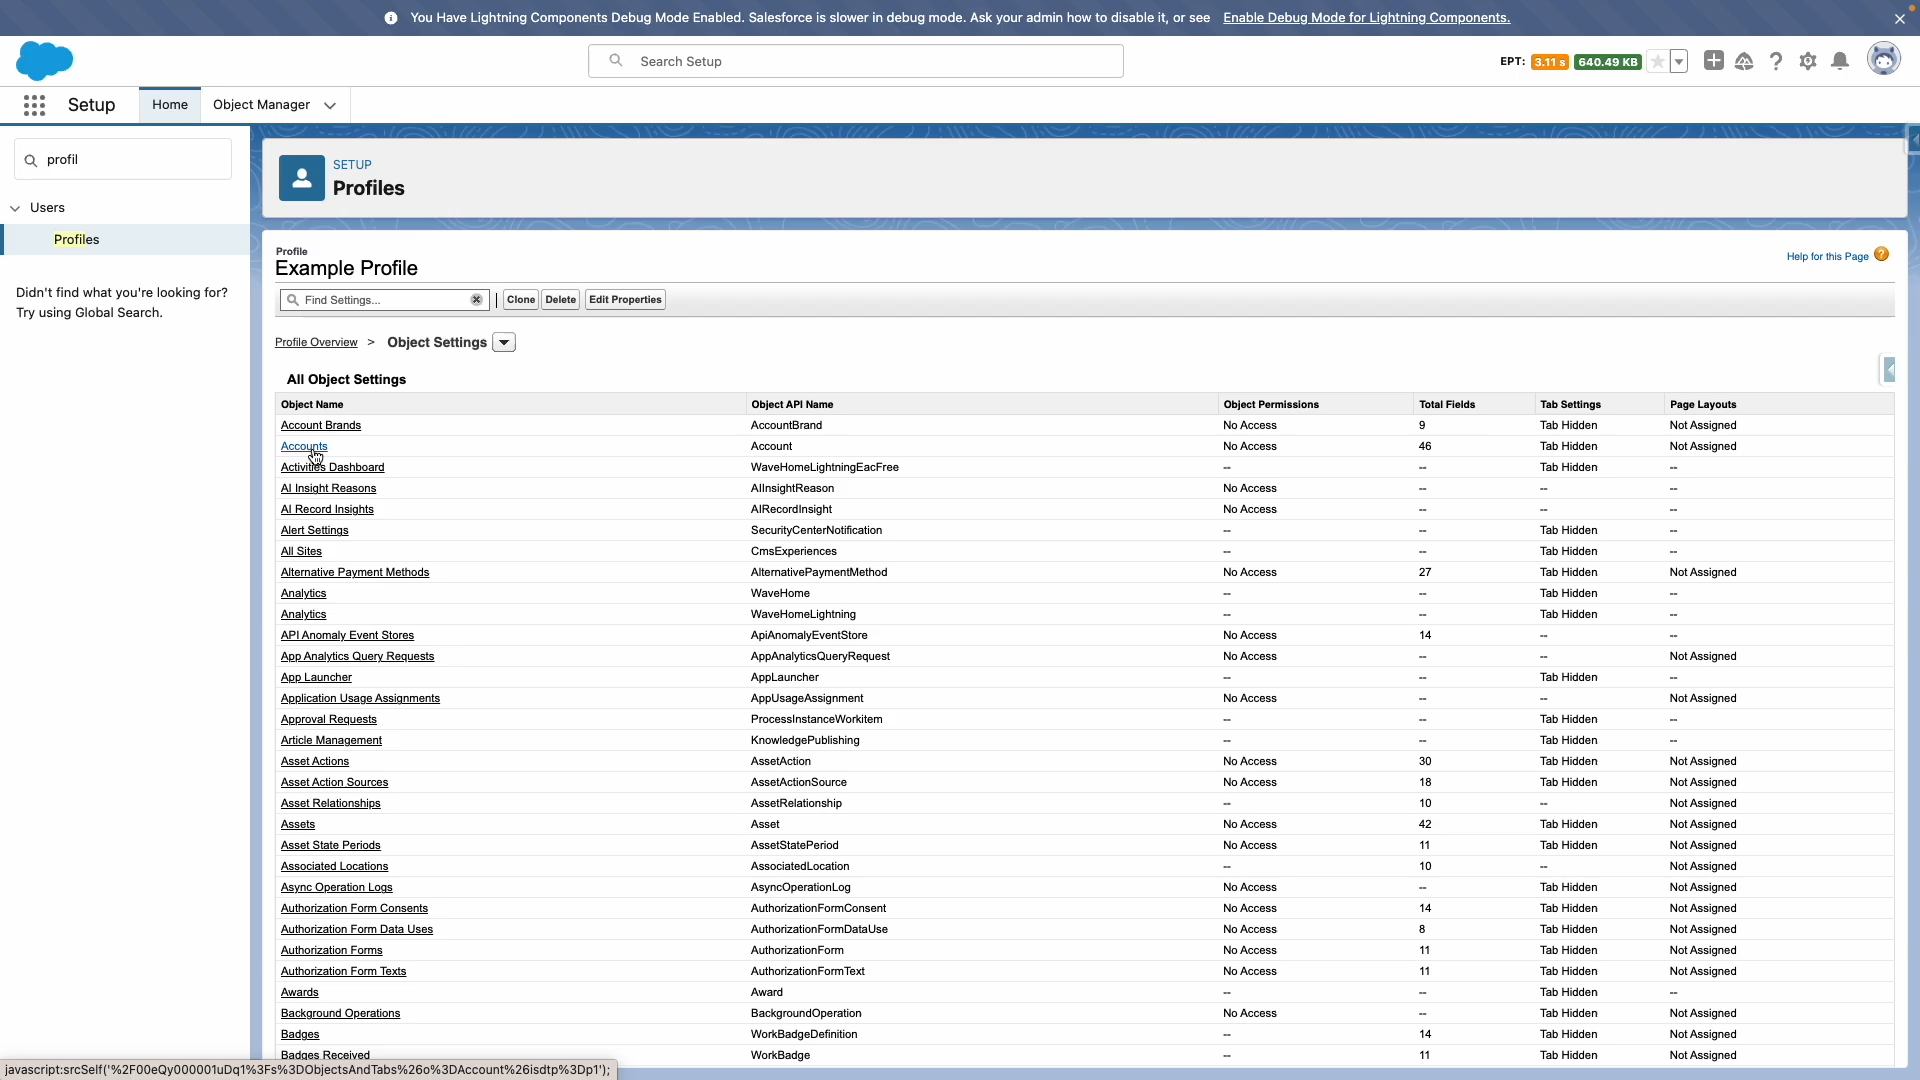 You Have Lightning Components Debug Mode Enabled. Salesforce is slower in debug mode. Ask your admin how to disable it, or see Enable Debug Mode for Lightning Components.
Search Setup
EPT: 3.11 s 640.49 KB
Setup Home Object Manager
profil
Users
Profiles
Didn't find what you're looking for?
Try using Global Search.
SETUP
Profiles
Profile
Example Profile
Help for this Page
Find Settings... | Clone Delete Edit Properties
Profile Overview > Object Settings
All Object Settings
Object Name Object API Name Object Permissions Total Fields Tab Settings Page Layouts
Account Brands AccountBrand No Access 9 Tab Hidden Not Assigned
Accounts Account No Access 46 Tab Hidden Not Assigned
Activities Dashboard WaveHomeLightningEacFree -- -- Tab Hidden --
AI Insight Reasons AIInsightReason No Access -- -- --
AI Record Insights AIRecordInsight No Access -- -- --
Alert Settings SecurityCenterNotification -- -- Tab Hidden --
All Sites CmsExperiences -- -- Tab Hidden --
Alternative Payment Methods AlternativePaymentMethod No Access 27 Tab Hidden Not Assigned
Analytics WaveHome -- -- Tab Hidden --
Analytics WaveHomeLightning -- -- Tab Hidden --
API Anomaly Event Stores ApiAnomalyEventStore No Access 14 -- --
App Analytics Query Requests AppAnalyticsQueryRequest No Access -- -- Not Assigned
App Launcher AppLauncher -- -- Tab Hidden --
Application Usage Assignments AppUsageAssignment No Access -- -- Not Assigned
Approval Requests ProcessInstanceWorkitem -- -- Tab Hidden --
Article Management KnowledgePublishing -- -- Tab Hidden --
Asset Actions AssetAction No Access 30 Tab Hidden Not Assigned
Asset Action Sources AssetActionSource No Access 18 Tab Hidden Not Assigned
Asset Relationships AssetRelationship -- 10 -- Not Assigned
Assets Asset No Access 42 Tab Hidden Not Assigned
Asset State Periods AssetStatePeriod No Access 11 Tab Hidden Not Assigned
Associated Locations AssociatedLocation -- 10 -- Not Assigned
Async Operation Logs AsyncOperationLog No Access -- Tab Hidden Not Assigned
Authorization Form Consents AuthorizationFormConsent No Access 14 Tab Hidden Not Assigned
Authorization Form Data Uses AuthorizationFormDataUse No Access 8 Tab Hidden Not Assigned
Authorization Forms AuthorizationForm No Access 11 Tab Hidden Not Assigned
Authorization Form Texts AuthorizationFormText No Access 11 Tab Hidden Not Assigned
Awards Award -- -- Tab Hidden --
Background Operations BackgroundOperation No Access -- Tab Hidden Not Assigned
Badges WorkBadgeDefinition -- 14 Tab Hidden Not Assigned
Badges Received WorkBadge -- 11 Tab Hidden Not Assigned
javascript:srcSelf('%2F00eQy000001uDq1%3Fs%3DObjectsAndTabs%26o%3DAccount%26isdtp%3Dp1');